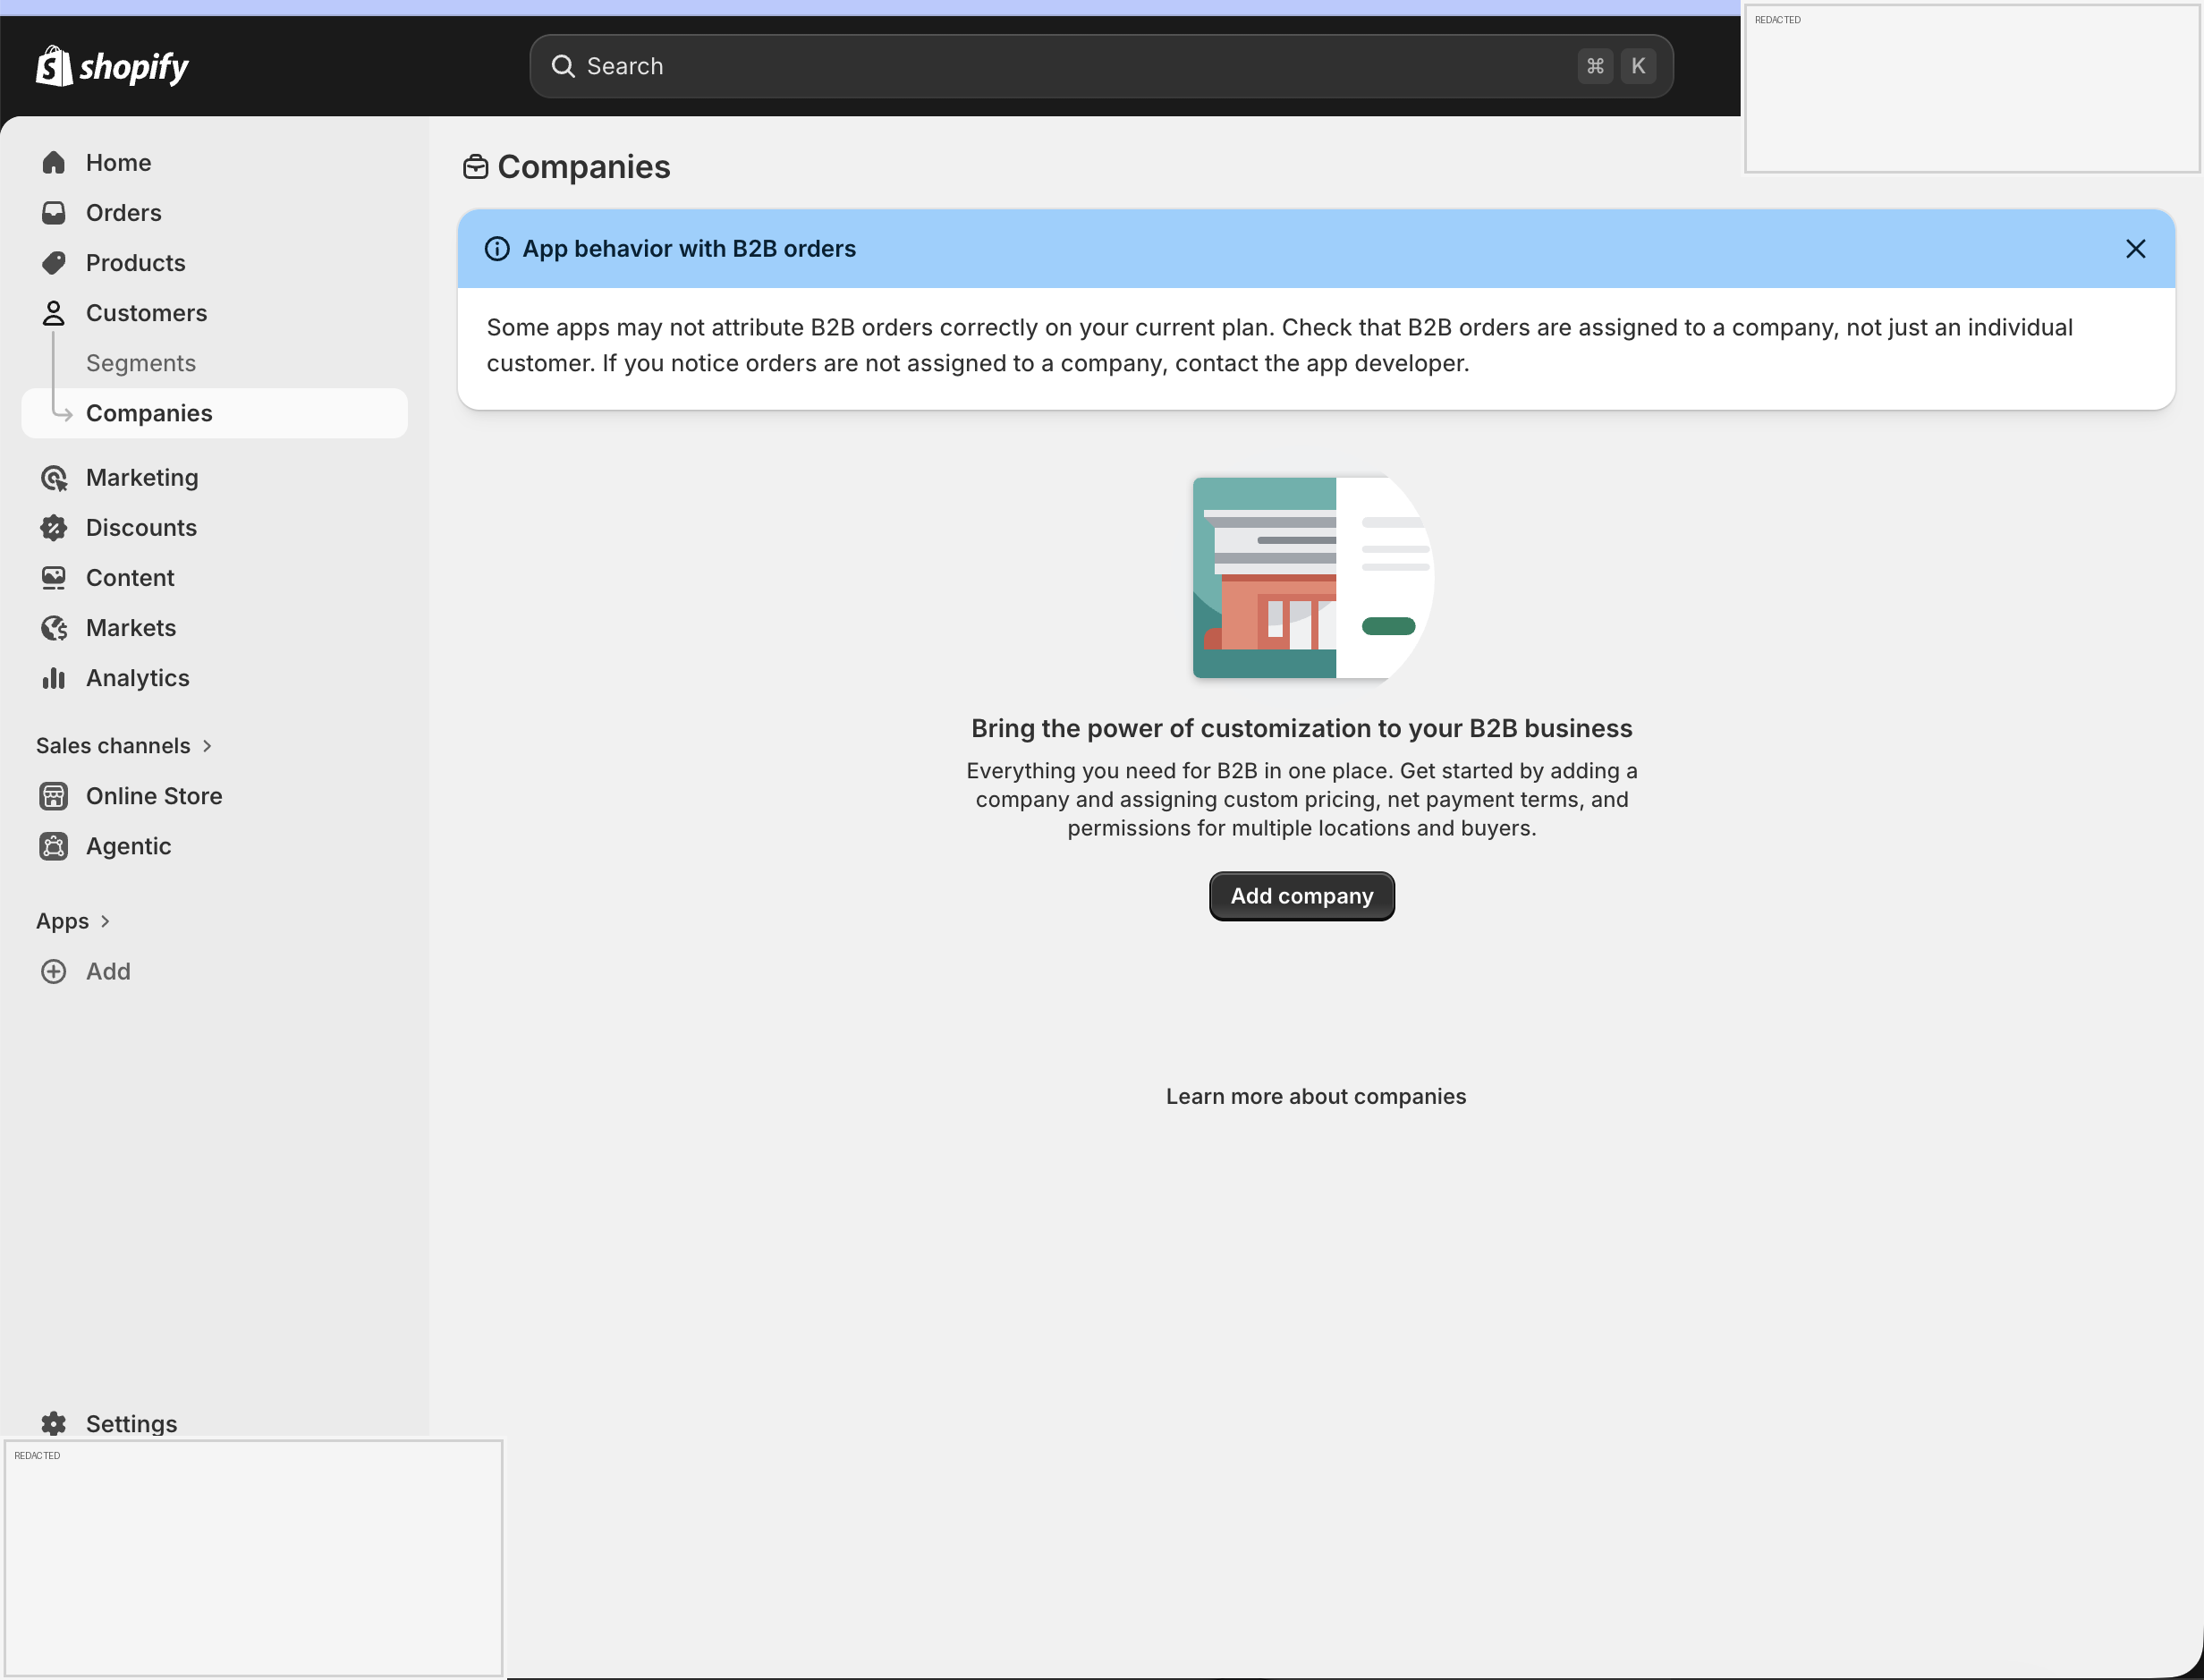 shopify
Search
⌘ K
REDACTED
Home
Orders
Products
Customers
Segments
Companies
Marketing
Discounts
Content
Markets
Analytics
Sales channels
Online Store
Agentic
Apps
Add
Settings
REDACTED
Companies
App behavior with B2B orders
Some apps may not attribute B2B orders correctly on your current plan. Check that B2B orders are assigned to a company, not just an individual
customer. If you notice orders are not assigned to a company, contact the app developer.
Bring the power of customization to your B2B business
Everything you need for B2B in one place. Get started by adding a
company and assigning custom pricing, net payment terms, and
permissions for multiple locations and buyers.
Add company
Learn more about companies